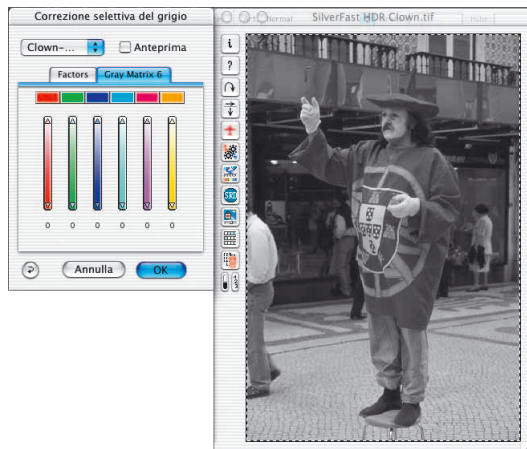 Correzione selettiva del grigio
Clown-...
Anteprima
Factors
Gray Matrix 6
0 0 0 0 0 0
Annulla
OK
Normal
SilverFast HDR Clown.tif
i
?